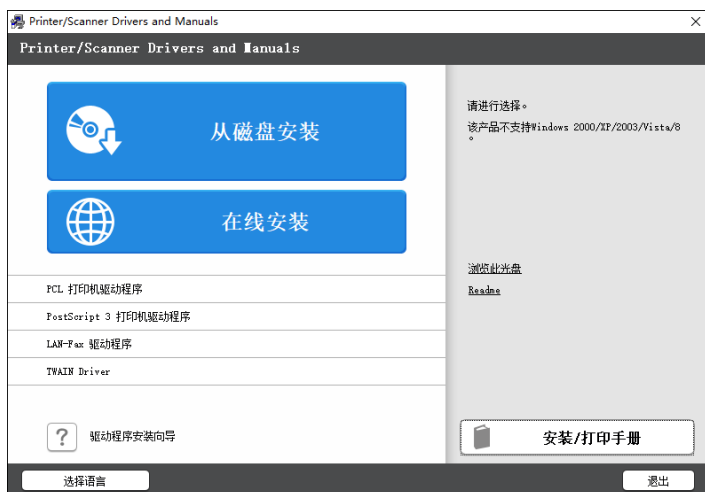 Printer/Scanner Drivers and Manuals
Printer/Scanner Drivers and Manuals
从磁盘安装
在线安装
PCL 打印机驱动程序
PostScript 3 打印机驱动程序
LAN-Fax 驱动程序
TWAIN Driver
? 驱动程序安装向导
请进行选择。
该产品不支持Windows 2000/XP/2003/Vista/8
。
浏览此光盘
Readme
安装/打印手册
选择语言
退出